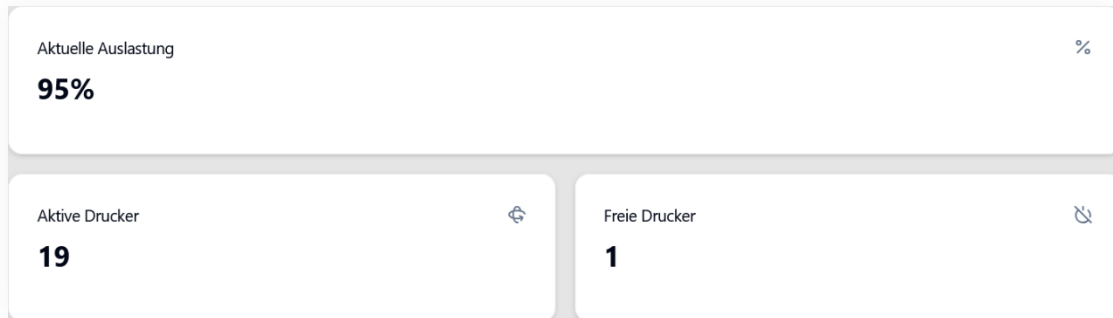 Aktuelle Auslastung
95%
Aktive Drucker
19
Freie Drucker
1